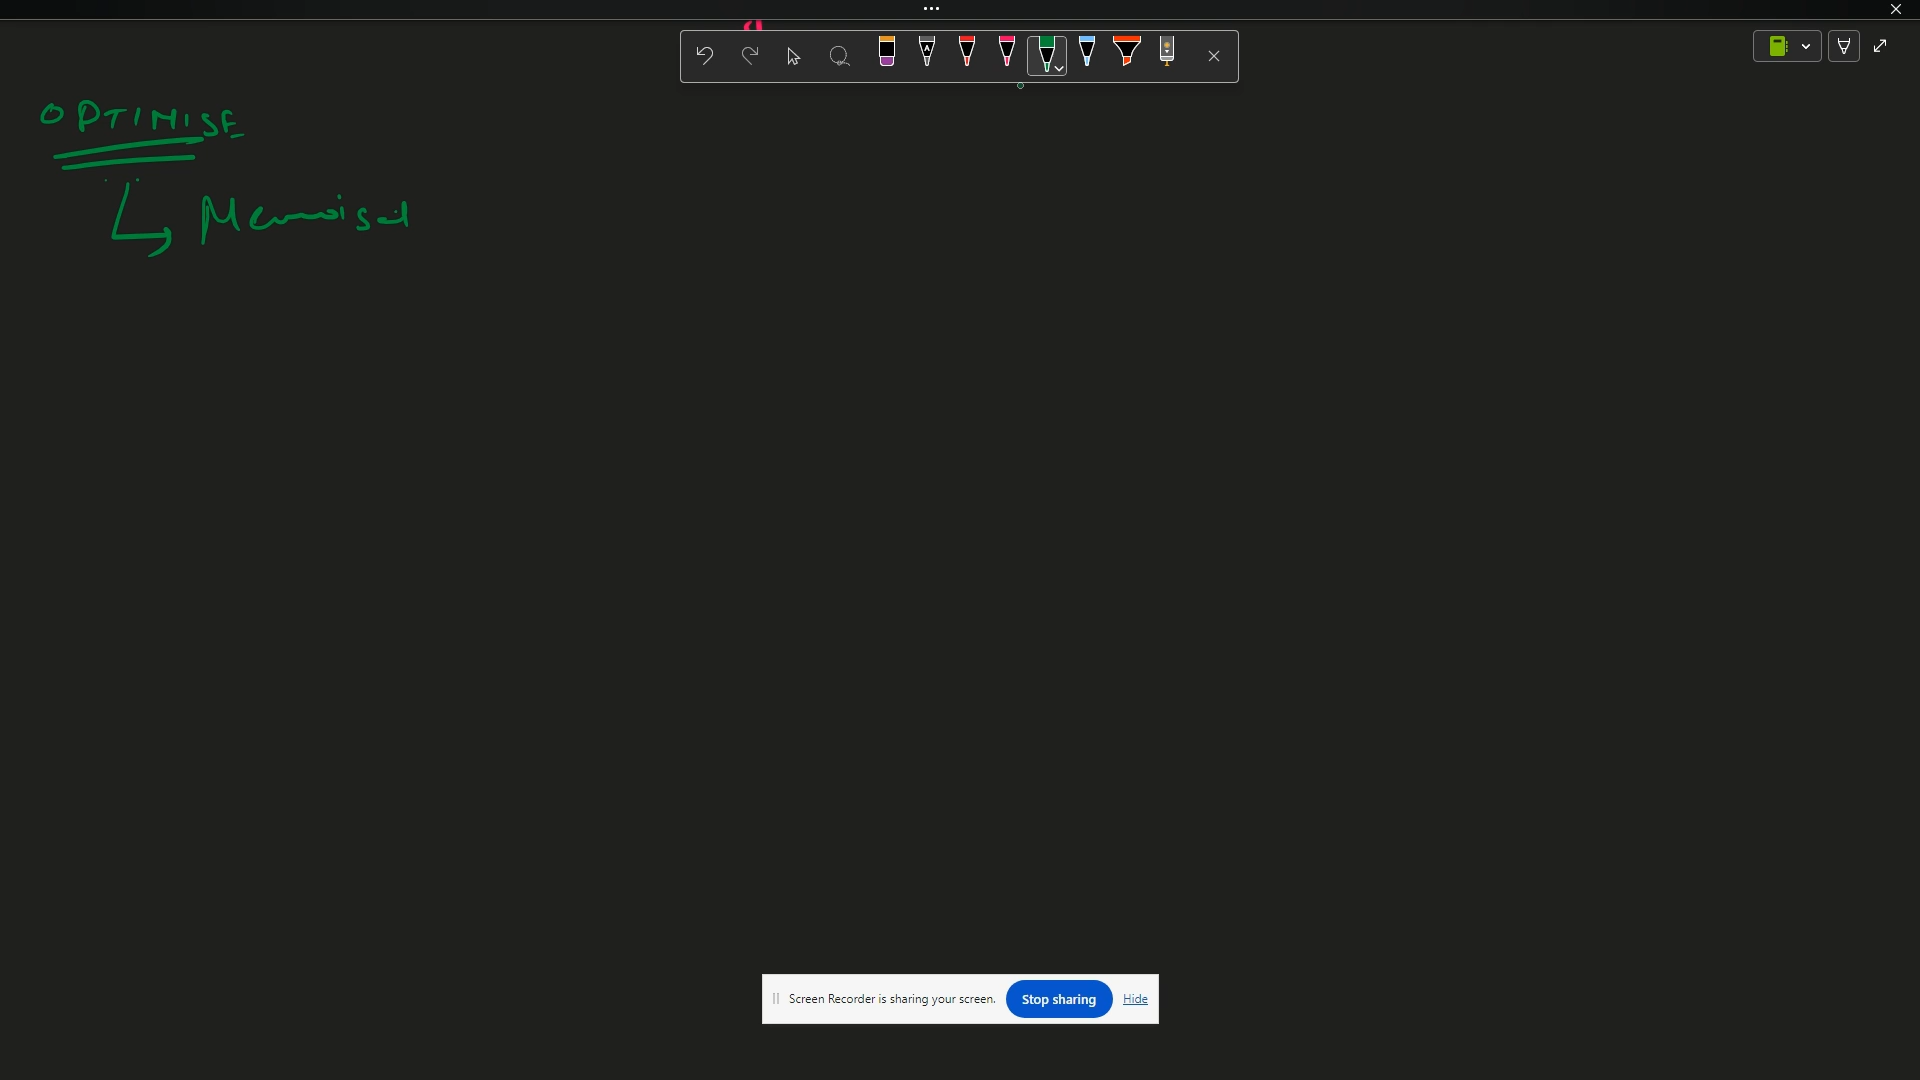 OPTIMISE
↳ Memoised
Screen Recorder is sharing your screen.
Stop sharing
Hide